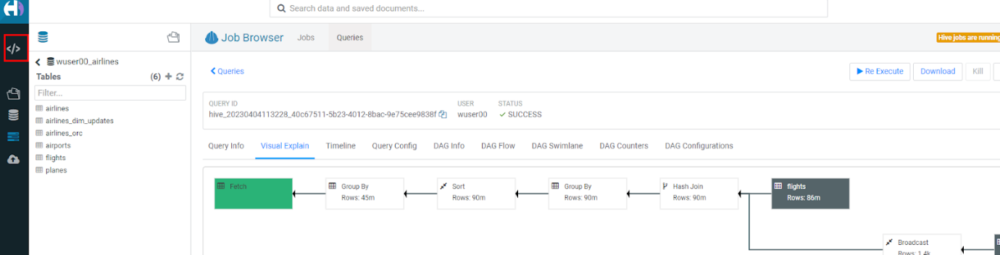 Search data and saved documents...
</>
Job Browser
Jobs
Queries
Hive jobs are running
wuser00_airlines
Tables
(6)
Filter...
airlines
airlines_dim_updates
airlines_orc
airports
flights
planes
Queries
Re Execute
Download
Kill
QUERY ID
USER
STATUS
hive_20230404113228_40c67511-5b23-4012-8bac-9e75cee9838f
wuser00
SUCCESS
Query Info
Visual Explain
Timeline
Query Config
DAG Info
DAG Flow
DAG Swimlane
DAG Counters
DAG Configurations
Fetch
Group By
Rows: 45m
Sort
Rows: 90m
Group By
Rows: 90m
Hash Join
Rows: 90m
flights
Rows: 86m
Broadcast
Rows: 1.4k